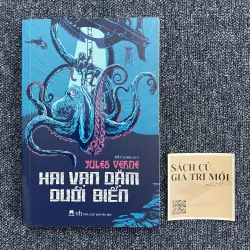 JULES VERNE
HAI VẠN DẶM
DƯỚI BIỂN
SÁCH CŨ
GIÁ TRỊ MỚI